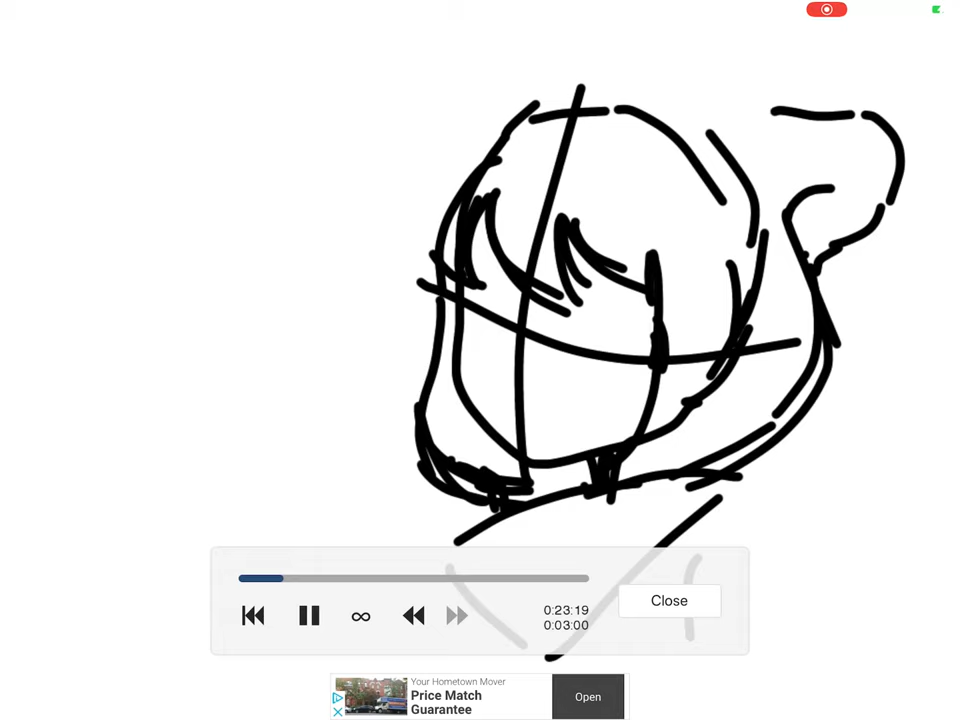 0:23:19
0:03:00
Close
Your Hometown Mover
Price Match
Guarantee
Open